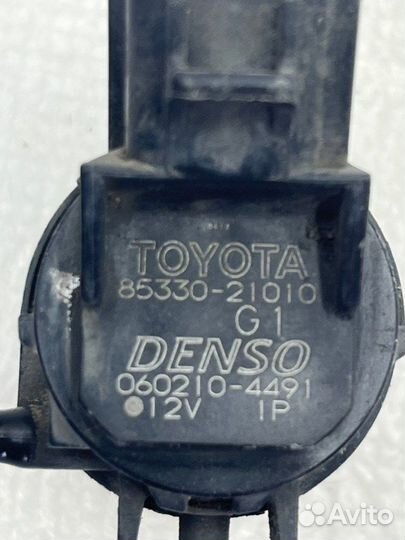 TOYOTA
85330-21010
G1
DENSO
060210-4491
12V 1P
Avito